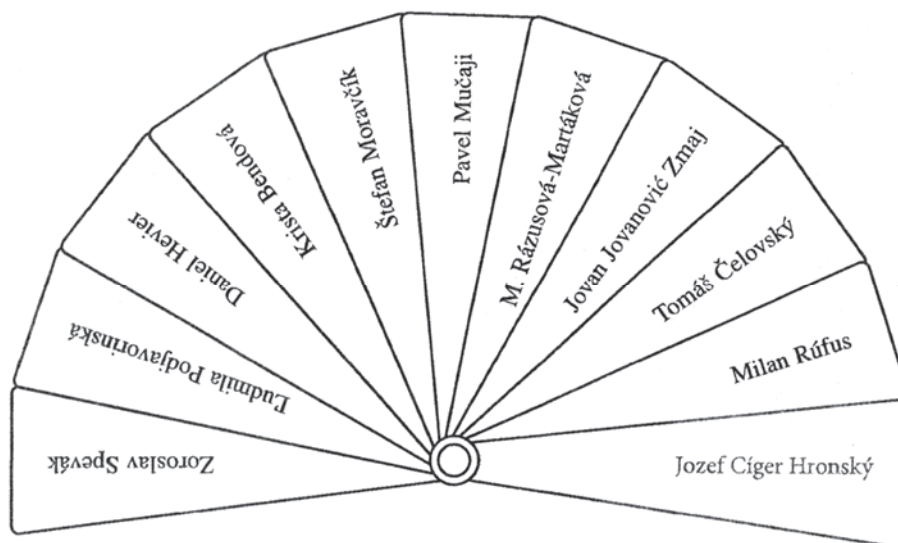 Zoroslav Spevák
Ľudmila Podjavorinská
Daniel Hevier
Krista Bendová
Štefan Moravčík
Pavel Mučaji
M. Rázusová-Martáková
Jovan Jovanović Zmaj
Tomáš Čelovský
Milan Rúfus
Jozef Cíger Hronský